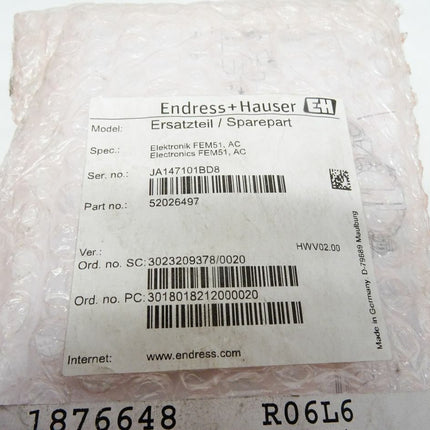 Endress+Hauser EH
Model: Ersatzteil / Sparepart
Spec.: Elektronik FEM51, AC
Electronics FEM51, AC
Ser. no.: JA147101BD8
Part no.: 52026497
Ver.: HWV02.00
Ord. no. SC: 3023209378/0020
Ord. no. PC: 3018018212000020
Internet: www.endress.com
Made in Germany D-79689 Maulburg
1876648 R06L6